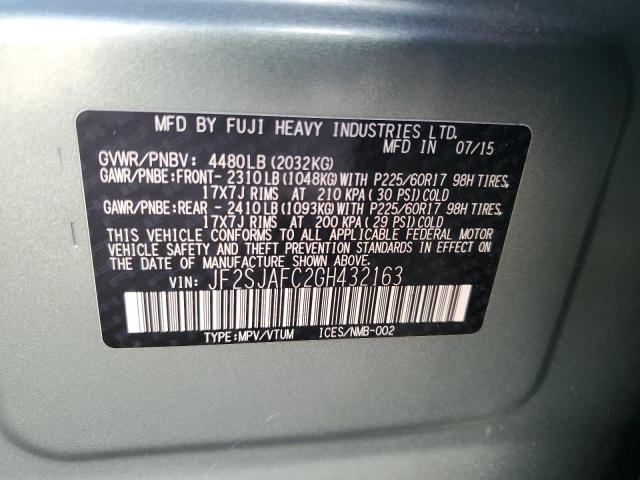 MFD BY FUJI HEAVY INDUSTRIES LTD.
MFD IN 07/15
GVWR/PNBV: 4480LB (2032KG)
GAWR/PNBE:FRONT- 2310LB (1048KG) WITH P225/60R17 98H TIRES,
17X7J RIMS AT 210 KPA (30 PSI) COLD
GAWR/PNBE:REAR - 2410LB (1093KG) WITH P225/60R17 98H TIRES,
17X7J RIMS AT 200 KPA (29 PSI) COLD
THIS VEHICLE CONFORMS TO ALL APPLICABLE FEDERAL MOTOR
VEHICLE SAFETY AND THEFT PREVENTION STANDARDS IN EFFECT ON
THE DATE OF MANUFACTURE SHOWN ABOVE.
VIN: JF2SJAFC2GH432163
TYPE:MPV/VTUM ICES/NMB-002